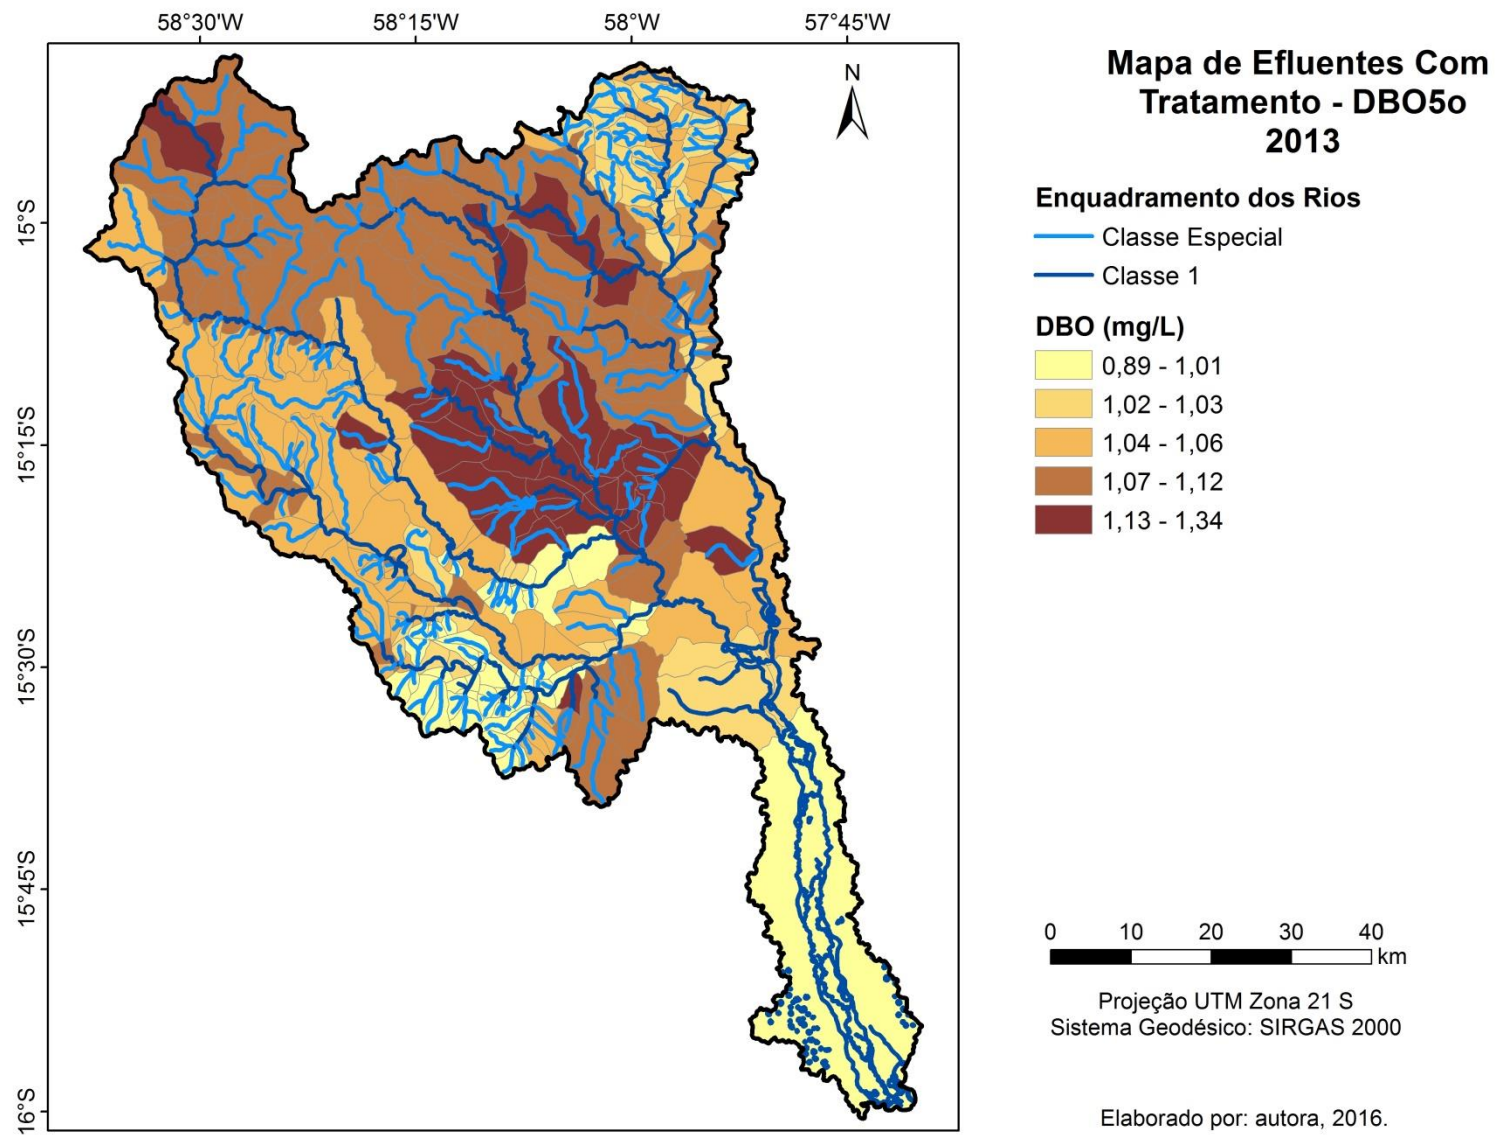 58°30'W
58°15'W
58°W
57°45'W
N
15°S
15°15'S
15°30'S
15°45'S
16°S
Mapa de Efluentes Com
Tratamento - DBO5o
2013
Enquadramento dos Rios
Classe Especial
Classe 1
DBO (mg/L)
0,89 - 1,01
1,02 - 1,03
1,04 - 1,06
1,07 - 1,12
1,13 - 1,34
0 10 20 30 40
km
Projeção UTM Zona 21 S
Sistema Geodésico: SIRGAS 2000
Elaborado por: autora, 2016.